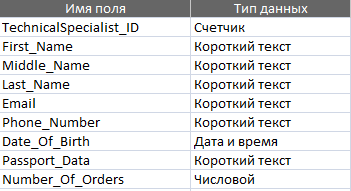 Имя поля Тип данных
TechnicalSpecialist_ID Счетчик
First_Name Короткий текст
Middle_Name Короткий текст
Last_Name Короткий текст
Email Короткий текст
Phone_Number Короткий текст
Date_Of_Birth Дата и время
Passport_Data Короткий текст
Number_Of_Orders Числовой